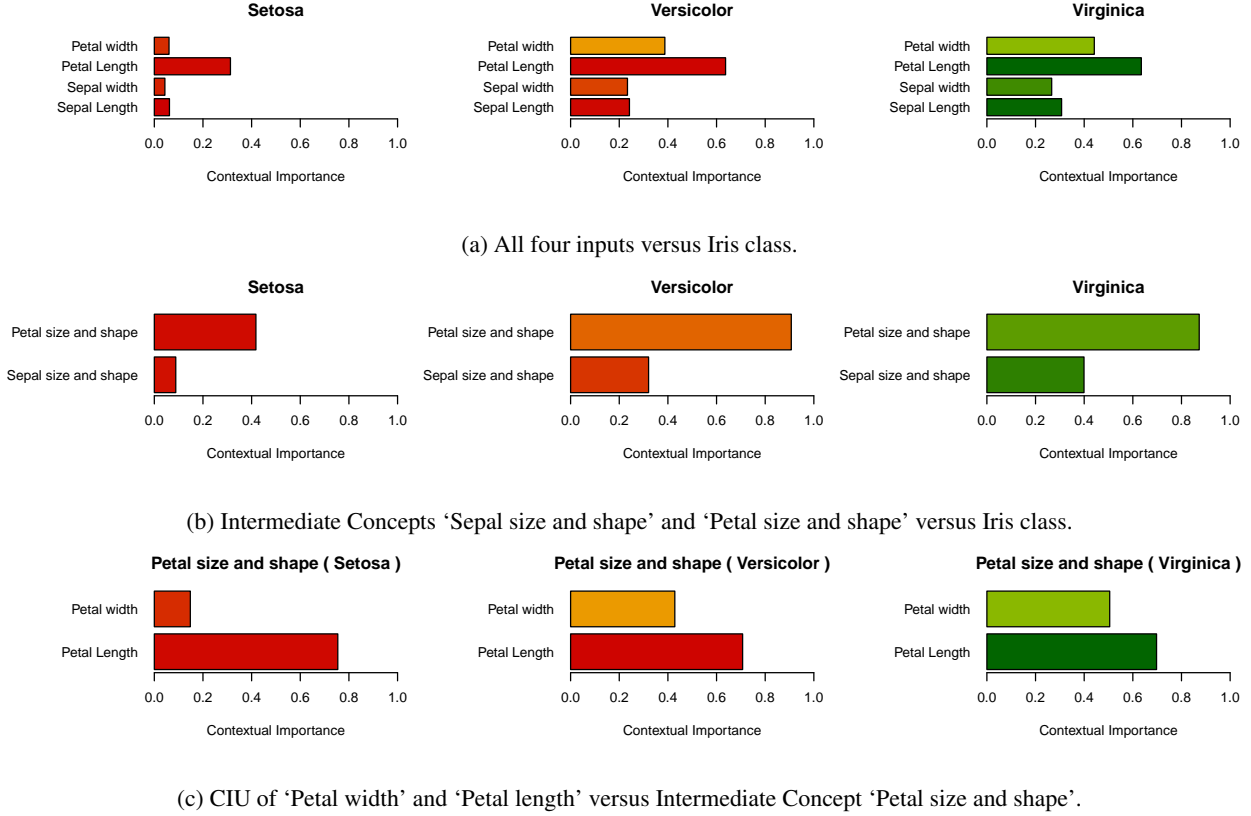 Setosa Versicolor Virginica
Petal width Petal width Petal width
Petal Length Petal Length Petal Length
Sepal width Sepal width Sepal width
Sepal Length Sepal Length Sepal Length
0.0 0.2 0.4 0.6 0.8 1.0 0.0 0.2 0.4 0.6 0.8 1.0 0.0 0.2 0.4 0.6 0.8 1.0
Contextual Importance Contextual Importance Contextual Importance
(a) All four inputs versus Iris class.
Setosa Versicolor Virginica
Petal size and shape Petal size and shape Petal size and shape
Sepal size and shape Sepal size and shape Sepal size and shape
0.0 0.2 0.4 0.6 0.8 1.0 0.0 0.2 0.4 0.6 0.8 1.0 0.0 0.2 0.4 0.6 0.8 1.0
Contextual Importance Contextual Importance Contextual Importance
(b) Intermediate Concepts ‘Sepal size and shape’ and ‘Petal size and shape’ versus Iris class.
Petal size and shape ( Setosa ) Petal size and shape ( Versicolor ) Petal size and shape ( Virginica )
Petal width Petal width Petal width
Petal Length Petal Length Petal Length
0.0 0.2 0.4 0.6 0.8 1.0 0.0 0.2 0.4 0.6 0.8 1.0 0.0 0.2 0.4 0.6 0.8 1.0
Contextual Importance Contextual Importance Contextual Importance
(c) CIU of ‘Petal width’ and ‘Petal length’ versus Intermediate Concept ‘Petal size and shape’.